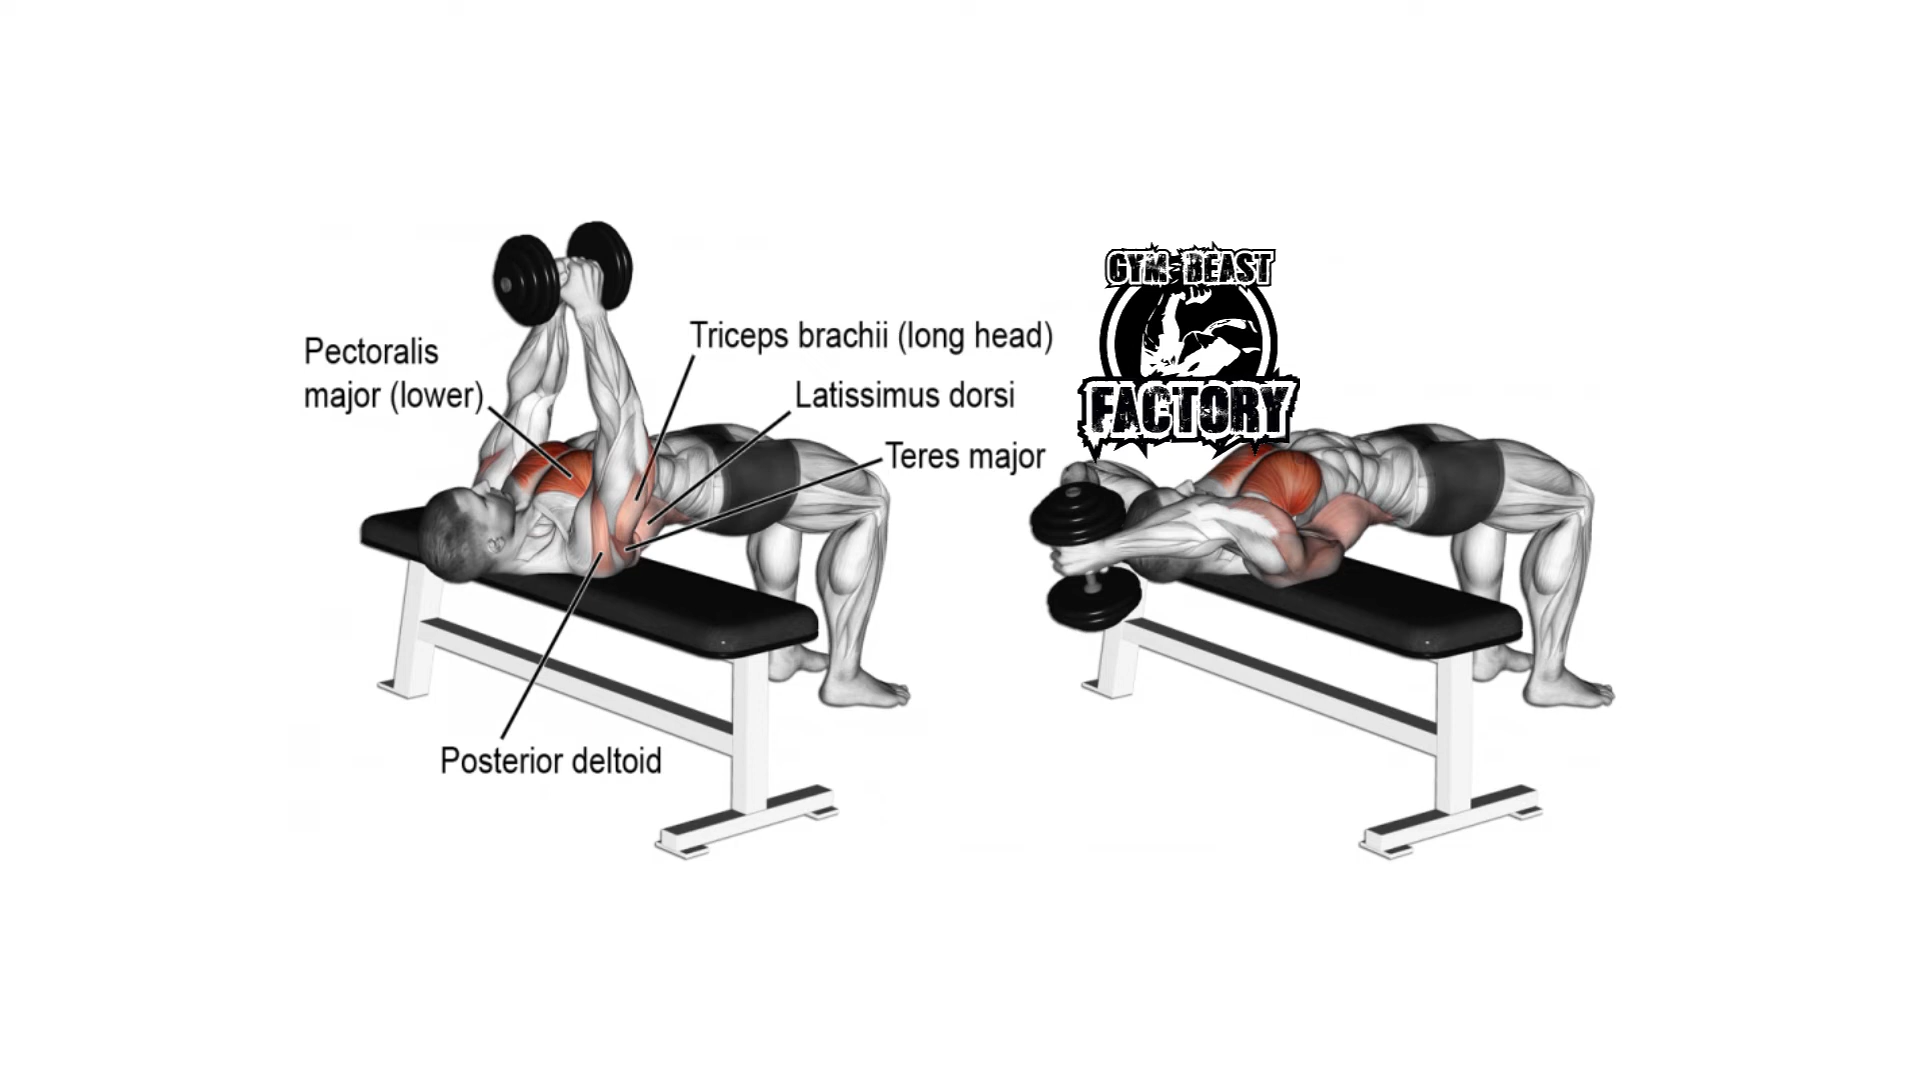 GYM BEAST
FACTORY
Triceps brachii (long head)
Pectoralis
major (lower)
Latissimus dorsi
Teres major
Posterior deltoid